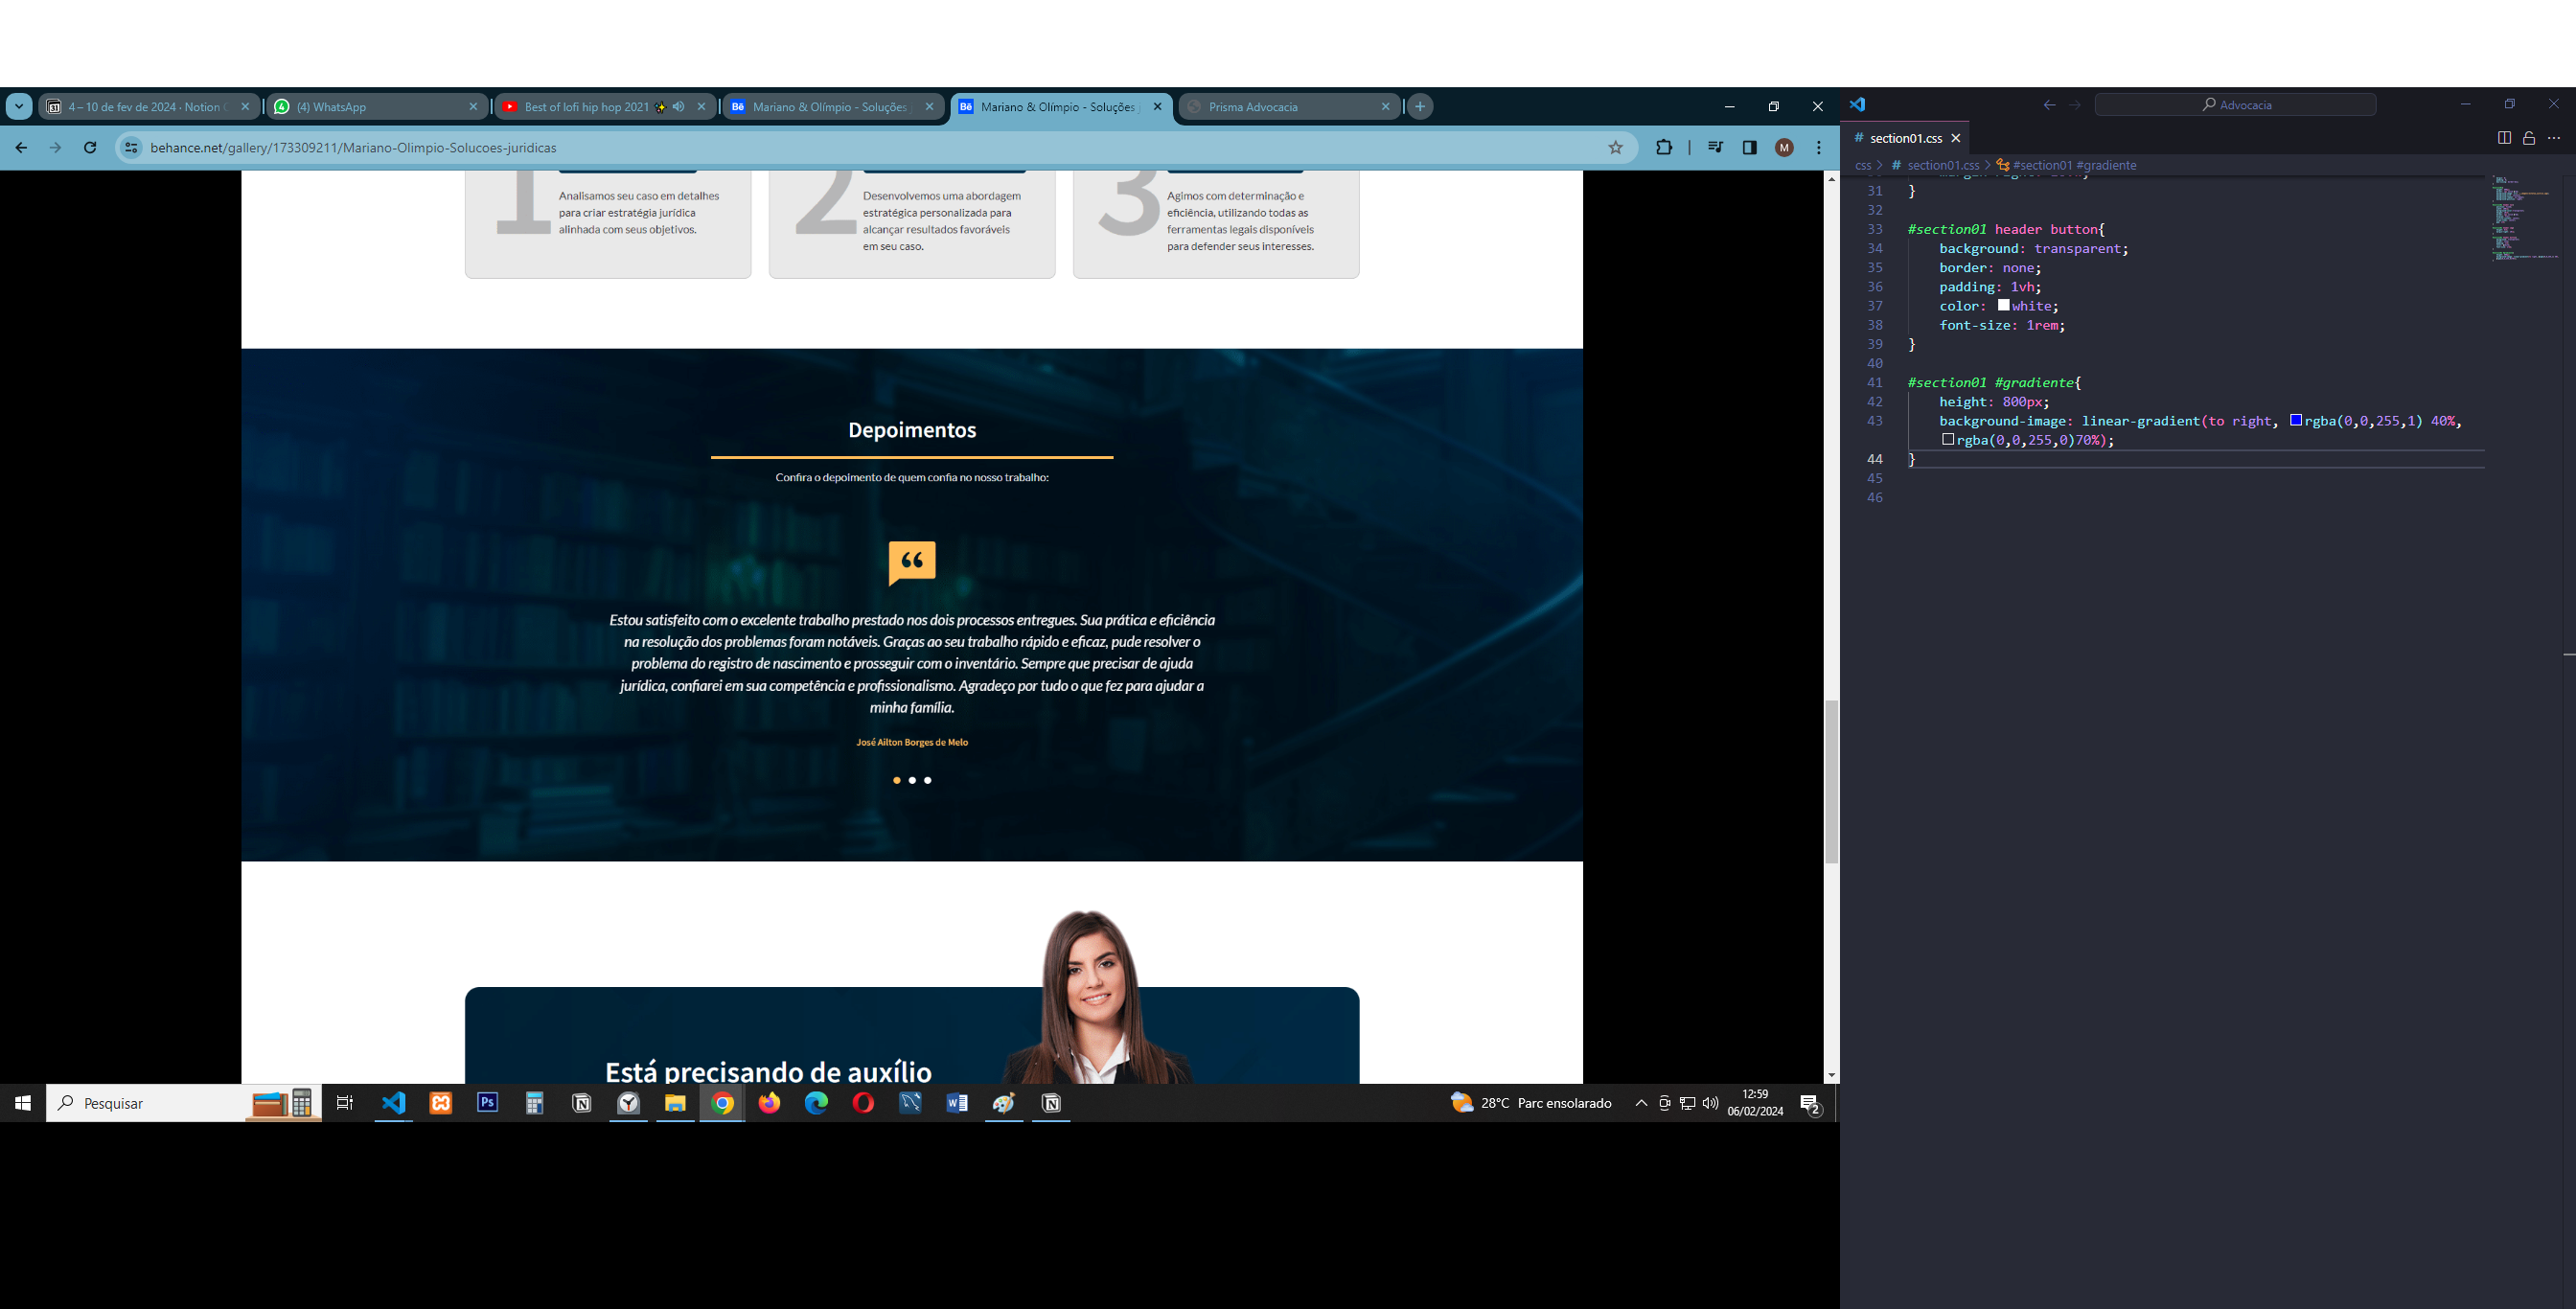 4 – 10 de fev de 2024 · Notion C
(4) WhatsApp
Best of lofi hip hop 2021 ✨
Mariano & Olímpio - Soluções
Mariano & Olímpio - Soluções
Prisma Advocacia
behance.net/gallery/173309211/Mariano-Olimpio-Solucoes-juridicas
M
1
Analisamos seu caso em detalhes
para criar estratégia jurídica
alinhada com seus objetivos.
2
Desenvolvemos uma abordagem
estratégica personalizada para
alcançar resultados favoráveis
em seu caso.
3
Agimos com determinação e
eficiência, utilizando todas as
ferramentas legais disponíveis
para defender seus interesses.
Depoimentos
Confira o depoimento de quem confia no nosso trabalho:
Estou satisfeito com o excelente trabalho prestado nos dois processos entregues. Sua prática e eficiência
na resolução dos problemas foram notáveis. Graças ao seu trabalho rápido e eficaz, pude resolver o
problema do registro de nascimento e prosseguir com o inventário. Sempre que precisar de ajuda
jurídica, confiarei em sua competência e profissionalismo. Agradeço por tudo o que fez para ajudar a
minha família.
José Ailton Borges de Melo
Está precisando de auxílio
Pesquisar
28°C Parc ensolarado
12:59
06/02/2024
2
Advocacia
# section01.css
css > # section01.css > #section01 #gradiente
31 }
32
33 #section01 header button{
34 background: transparent;
35 border: none;
36 padding: 1vh;
37 color: white;
38 font-size: 1rem;
39 }
40
41 #section01 #gradiente{
42 height: 800px;
43 background-image: linear-gradient(to right, rgba(0,0,255,1) 40%,
rgba(0,0,255,0)70%);
44 }
45
46